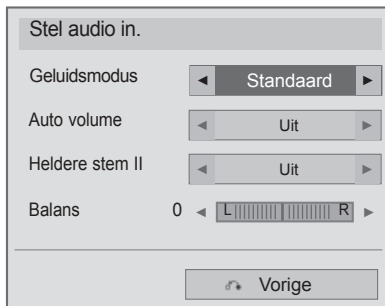 Stel audio in.
Geluidsmodus ◄ Standaard ►
Auto volume ◄ Uit ►
Heldere stem II ◄ Uit ►
Balans 0 ◄ L R ►
Vorige